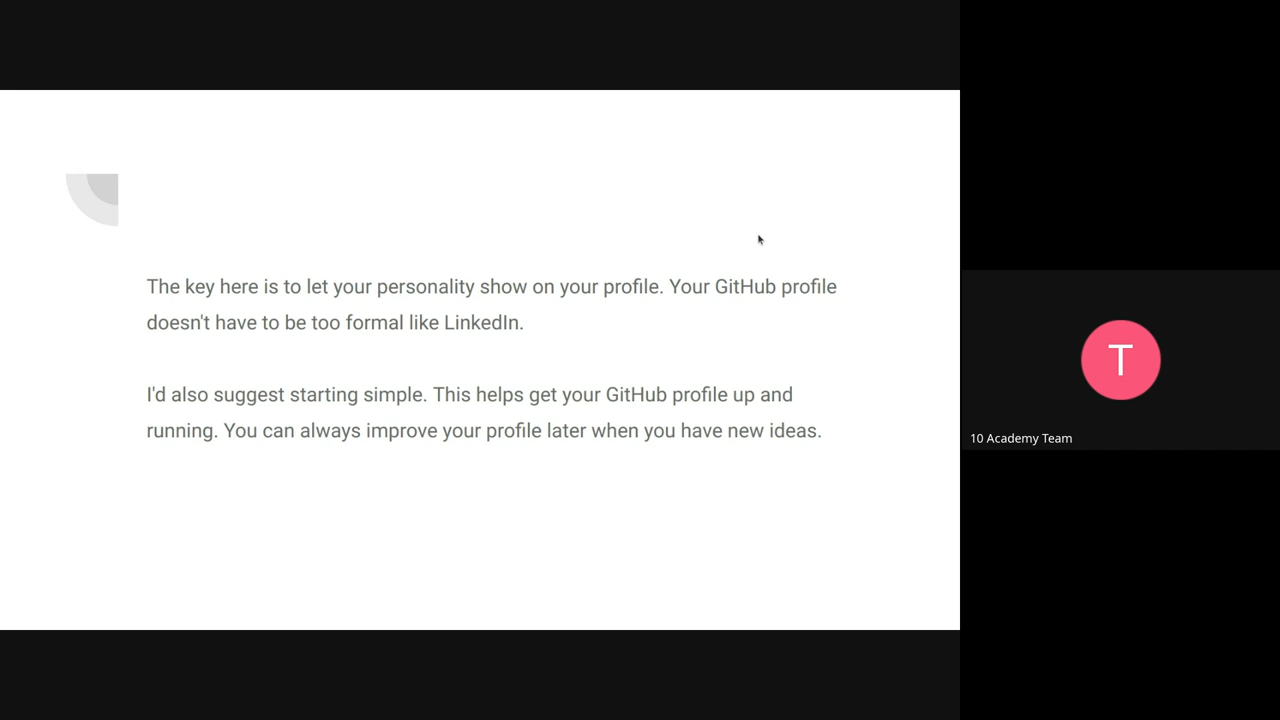 The key here is to let your personality show on your profile. Your GitHub profile
doesn't have to be too formal like LinkedIn.
I'd also suggest starting simple. This helps get your GitHub profile up and
running. You can always improve your profile later when you have new ideas.
T
10 Academy Team